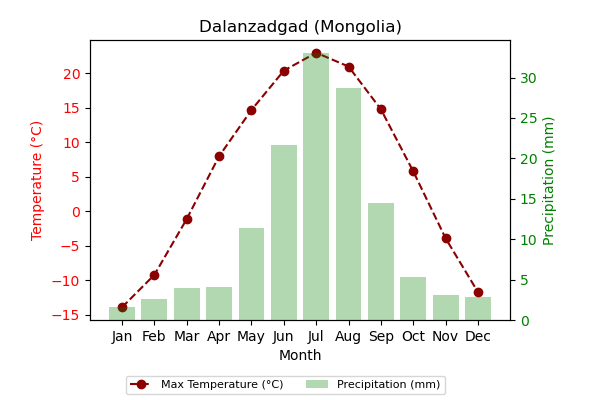 Dalanzadgad (Mongolia)
20
15
10
5
0
−5
−10
−15
Temperature (°C)
30
25
20
15
10
5
0
Precipitation (mm)
Jan Feb Mar Apr May Jun Jul Aug Sep Oct Nov Dec
Month
Max Temperature (°C) Precipitation (mm)